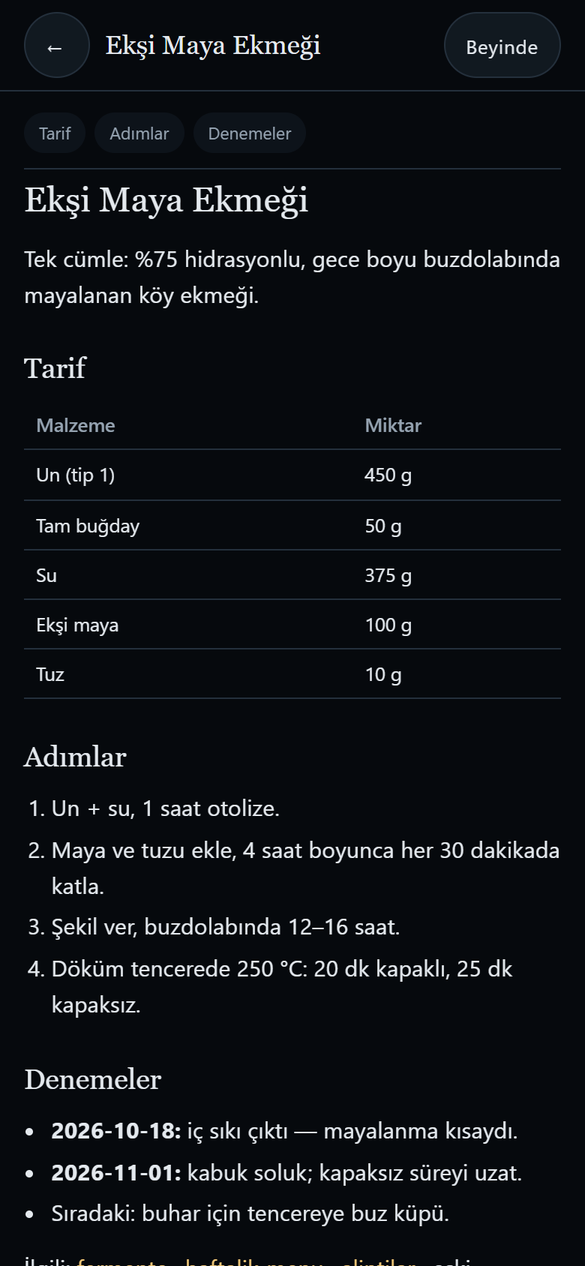 ←
Ekşi Maya Ekmeği
Beyinde
Tarif
Adımlar
Denemeler
Ekşi Maya Ekmeği
Tek cümle: %75 hidrasyonlu, gece boyu buzdolabında
mayalanan köy ekmeği.
Tarif
Malzeme Miktar
Un (tip 1) 450 g
Tam buğday 50 g
Su 375 g
Ekşi maya 100 g
Tuz 10 g
Adımlar
1. Un + su, 1 saat otolize.
2. Maya ve tuzu ekle, 4 saat boyunca her 30 dakikada
katla.
3. Şekil ver, buzdolabında 12–16 saat.
4. Döküm tencerede 250 °C: 20 dk kapaklı, 25 dk
kapaksız.
Denemeler
• 2026-10-18: iç sıkı çıktı — mayalanma kısaydı.
• 2026-11-01: kabuk soluk; kapaksız süreyi uzat.
• Sıradaki: buhar için tencereye buz küpü.